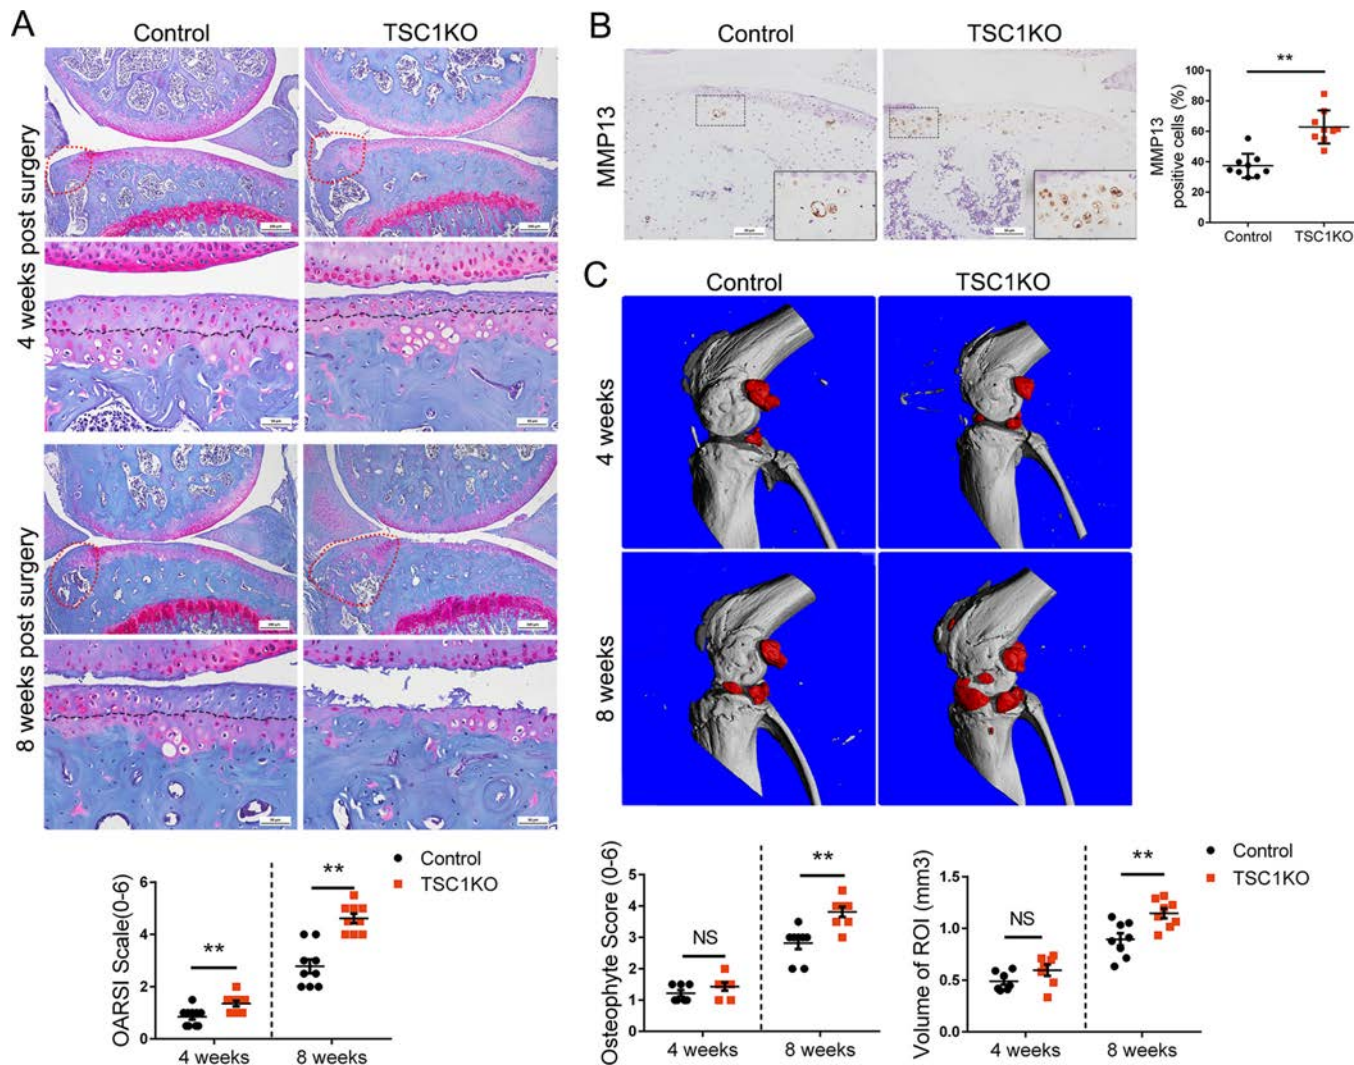 A
Control
TSC1KO
4 weeks post surgery
8 weeks post surgery
OARSI Scale(0-6)
6
4
2
0
**
**
4 weeks
8 weeks
Control
TSC1KO
B
Control
TSC1KO
MMP13
MMP13
positive cells (%)
100
80
60
40
20
0
**
Control
TSC1KO
C
Control
TSC1KO
4 weeks
8 weeks
Osteophyte Score (0-6)
5
4
3
2
1
0
NS
**
4 weeks
8 weeks
Volume of ROI (mm3)
1.5
1.0
0.5
0.0
NS
**
4 weeks
8 weeks
Control
TSC1KO